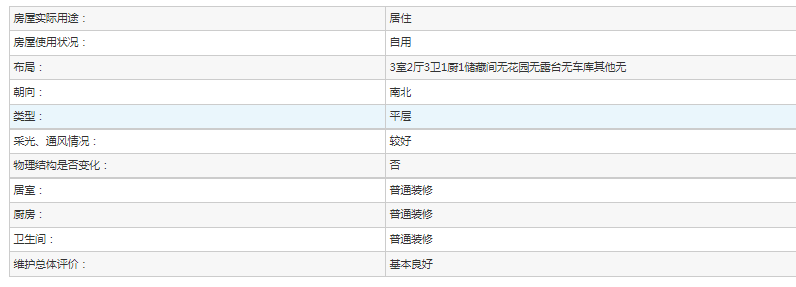 房屋实际用途： 居住
房屋使用状况： 自用
布局： 3室2厅3卫1厨1储藏间无花园无露台无车库其他无
朝向： 南北
类型： 平层
采光、通风情况： 较好
物理结构是否变化： 否
居室： 普通装修
厨房： 普通装修
卫生间： 普通装修
维护总体评价： 基本良好